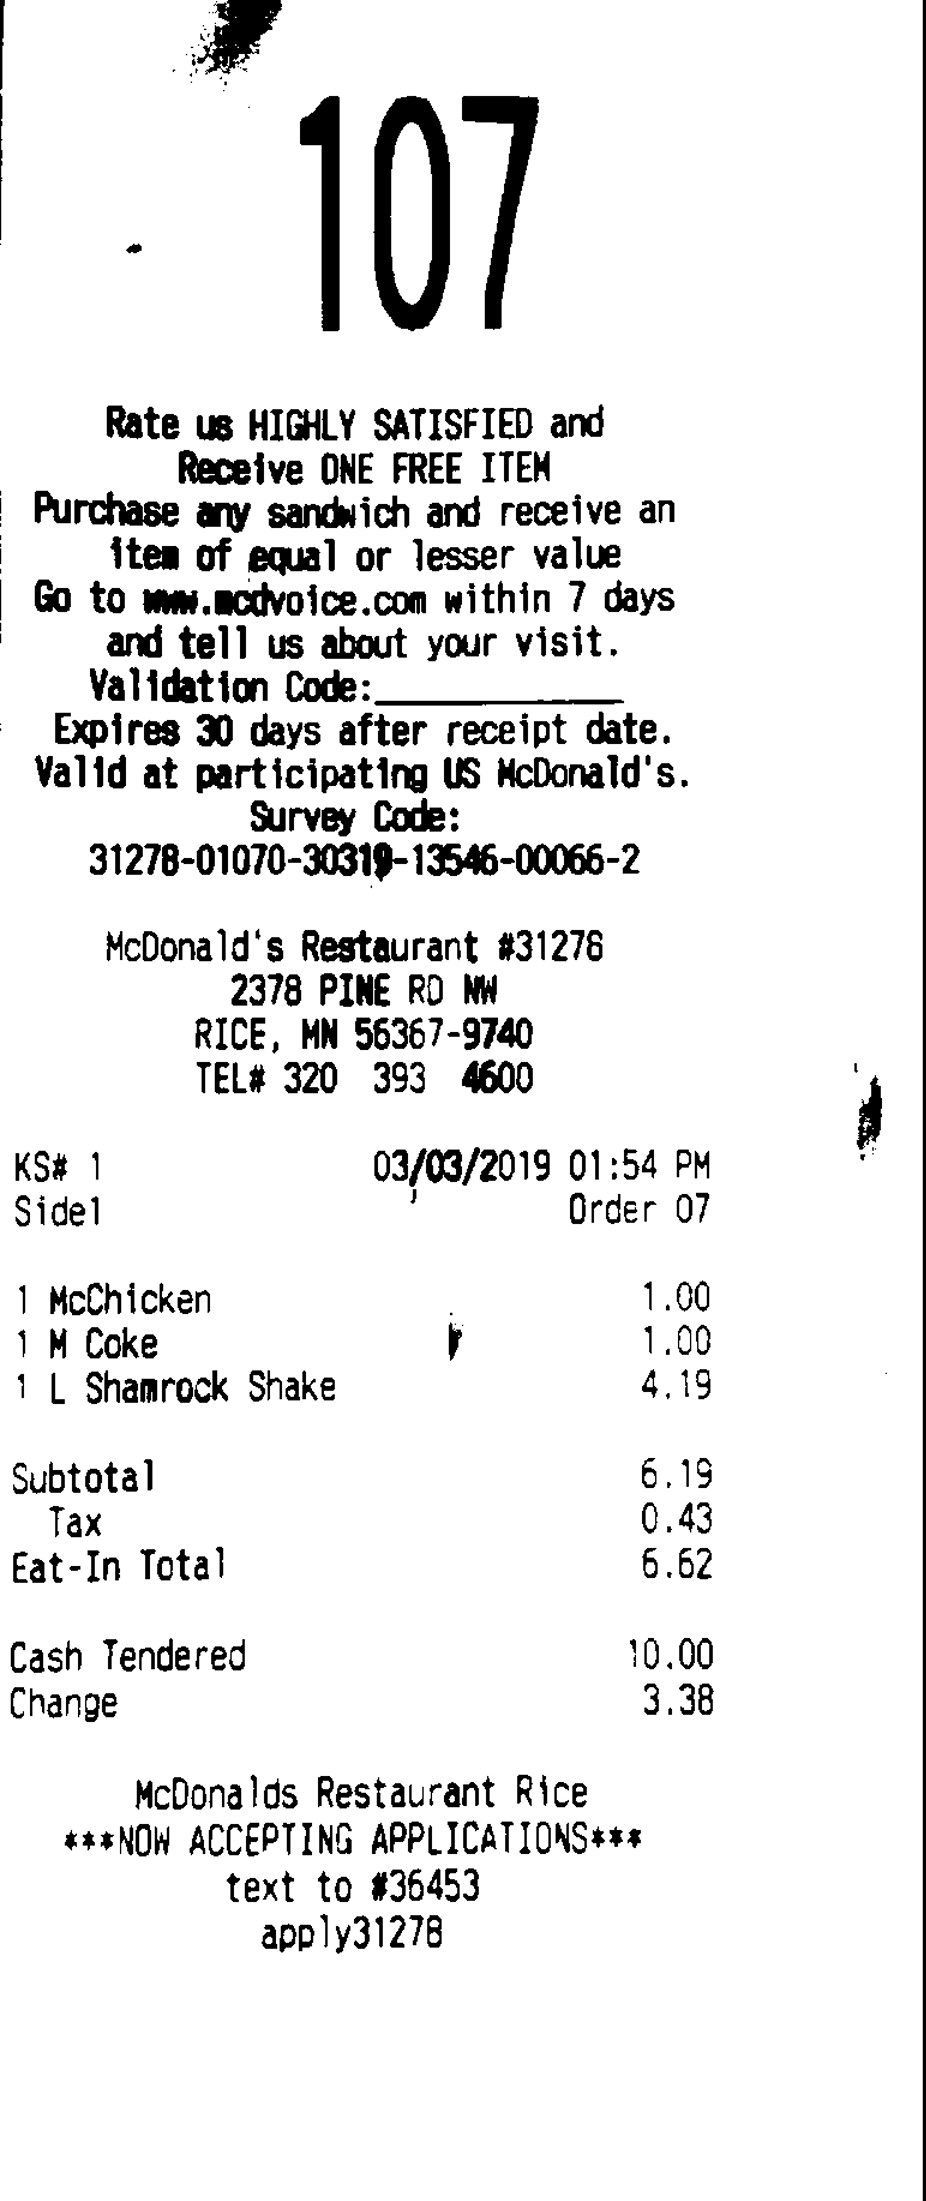 107
Rate us HIGHLY SATISFIED and
Receive ONE FREE ITEM
Purchase any sandwich and receive an
item of equal or lesser value
Go to www.mcdvoice.com within 7 days
and tell us about your visit.
Validation Code:______________
Expires 30 days after receipt date.
Valid at participating US McDonald's.
Survey Code:
31278-01070-30319-13546-00066-2
McDonald's Restaurant #31278
2378 PINE RD NW
RICE, MN 56367-9740
TEL# 320 393 4600
KS# 1 03/03/2019 01:54 PM
Side1 Order 07
1 McChicken 1.00
1 M Coke 1.00
1 L Shamrock Shake 4.19
Subtotal 6.19
Tax 0.43
Eat-In Total 6.62
Cash Tendered 10.00
Change 3.38
McDonalds Restaurant Rice
***NOW ACCEPTING APPLICATIONS***
text to #36453
apply31278